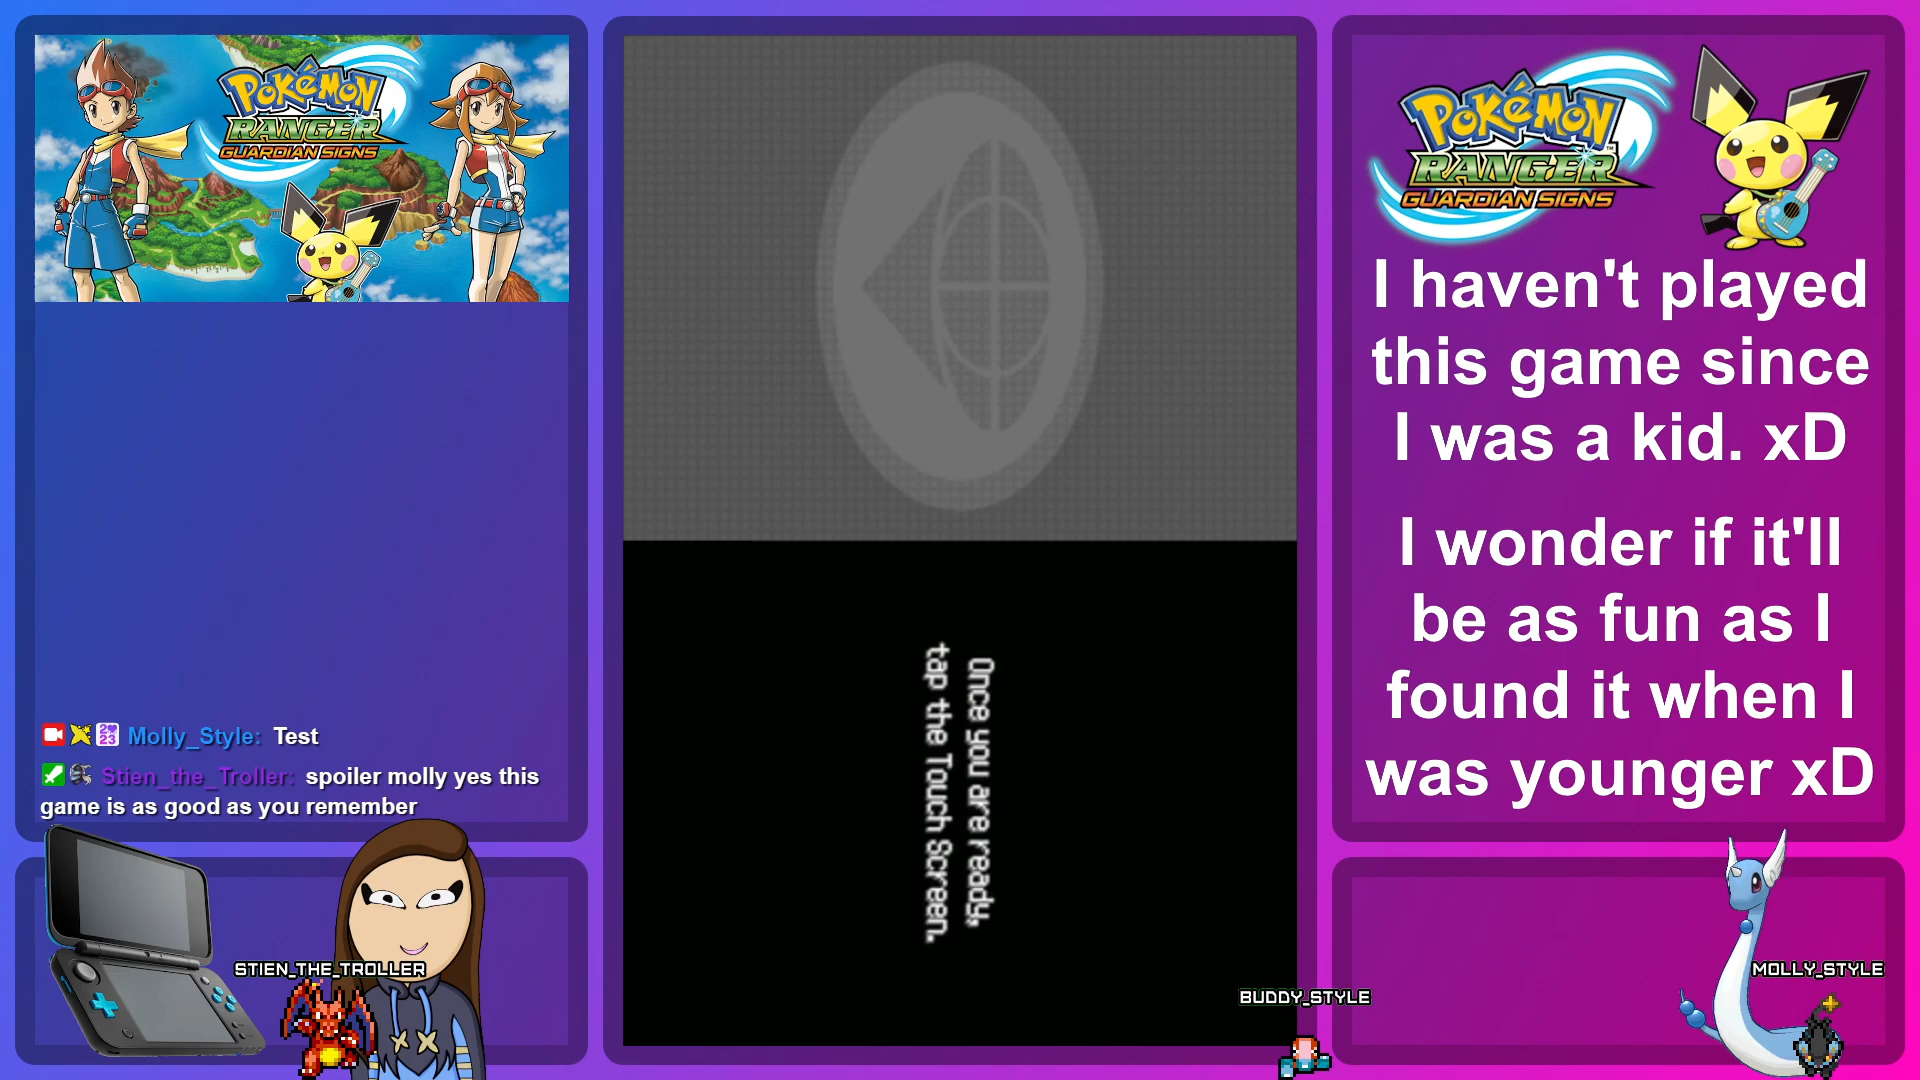 POKéMON
RANGER
GUARDIAN SIGNS
2
23
Molly_Style: Test
Stien_the_Troller: spoiler molly yes this
game is as good as you remember
STIEN_THE_TROLLER
Once you are ready,
tap the Touch Screen.
BUDDY_STYLE
POKéMON
RANGER
GUARDIAN SIGNS
I haven't played
this game since
I was a kid. xD
I wonder if it'll
be as fun as I
found it when I
was younger xD
MOLLY_STYLE